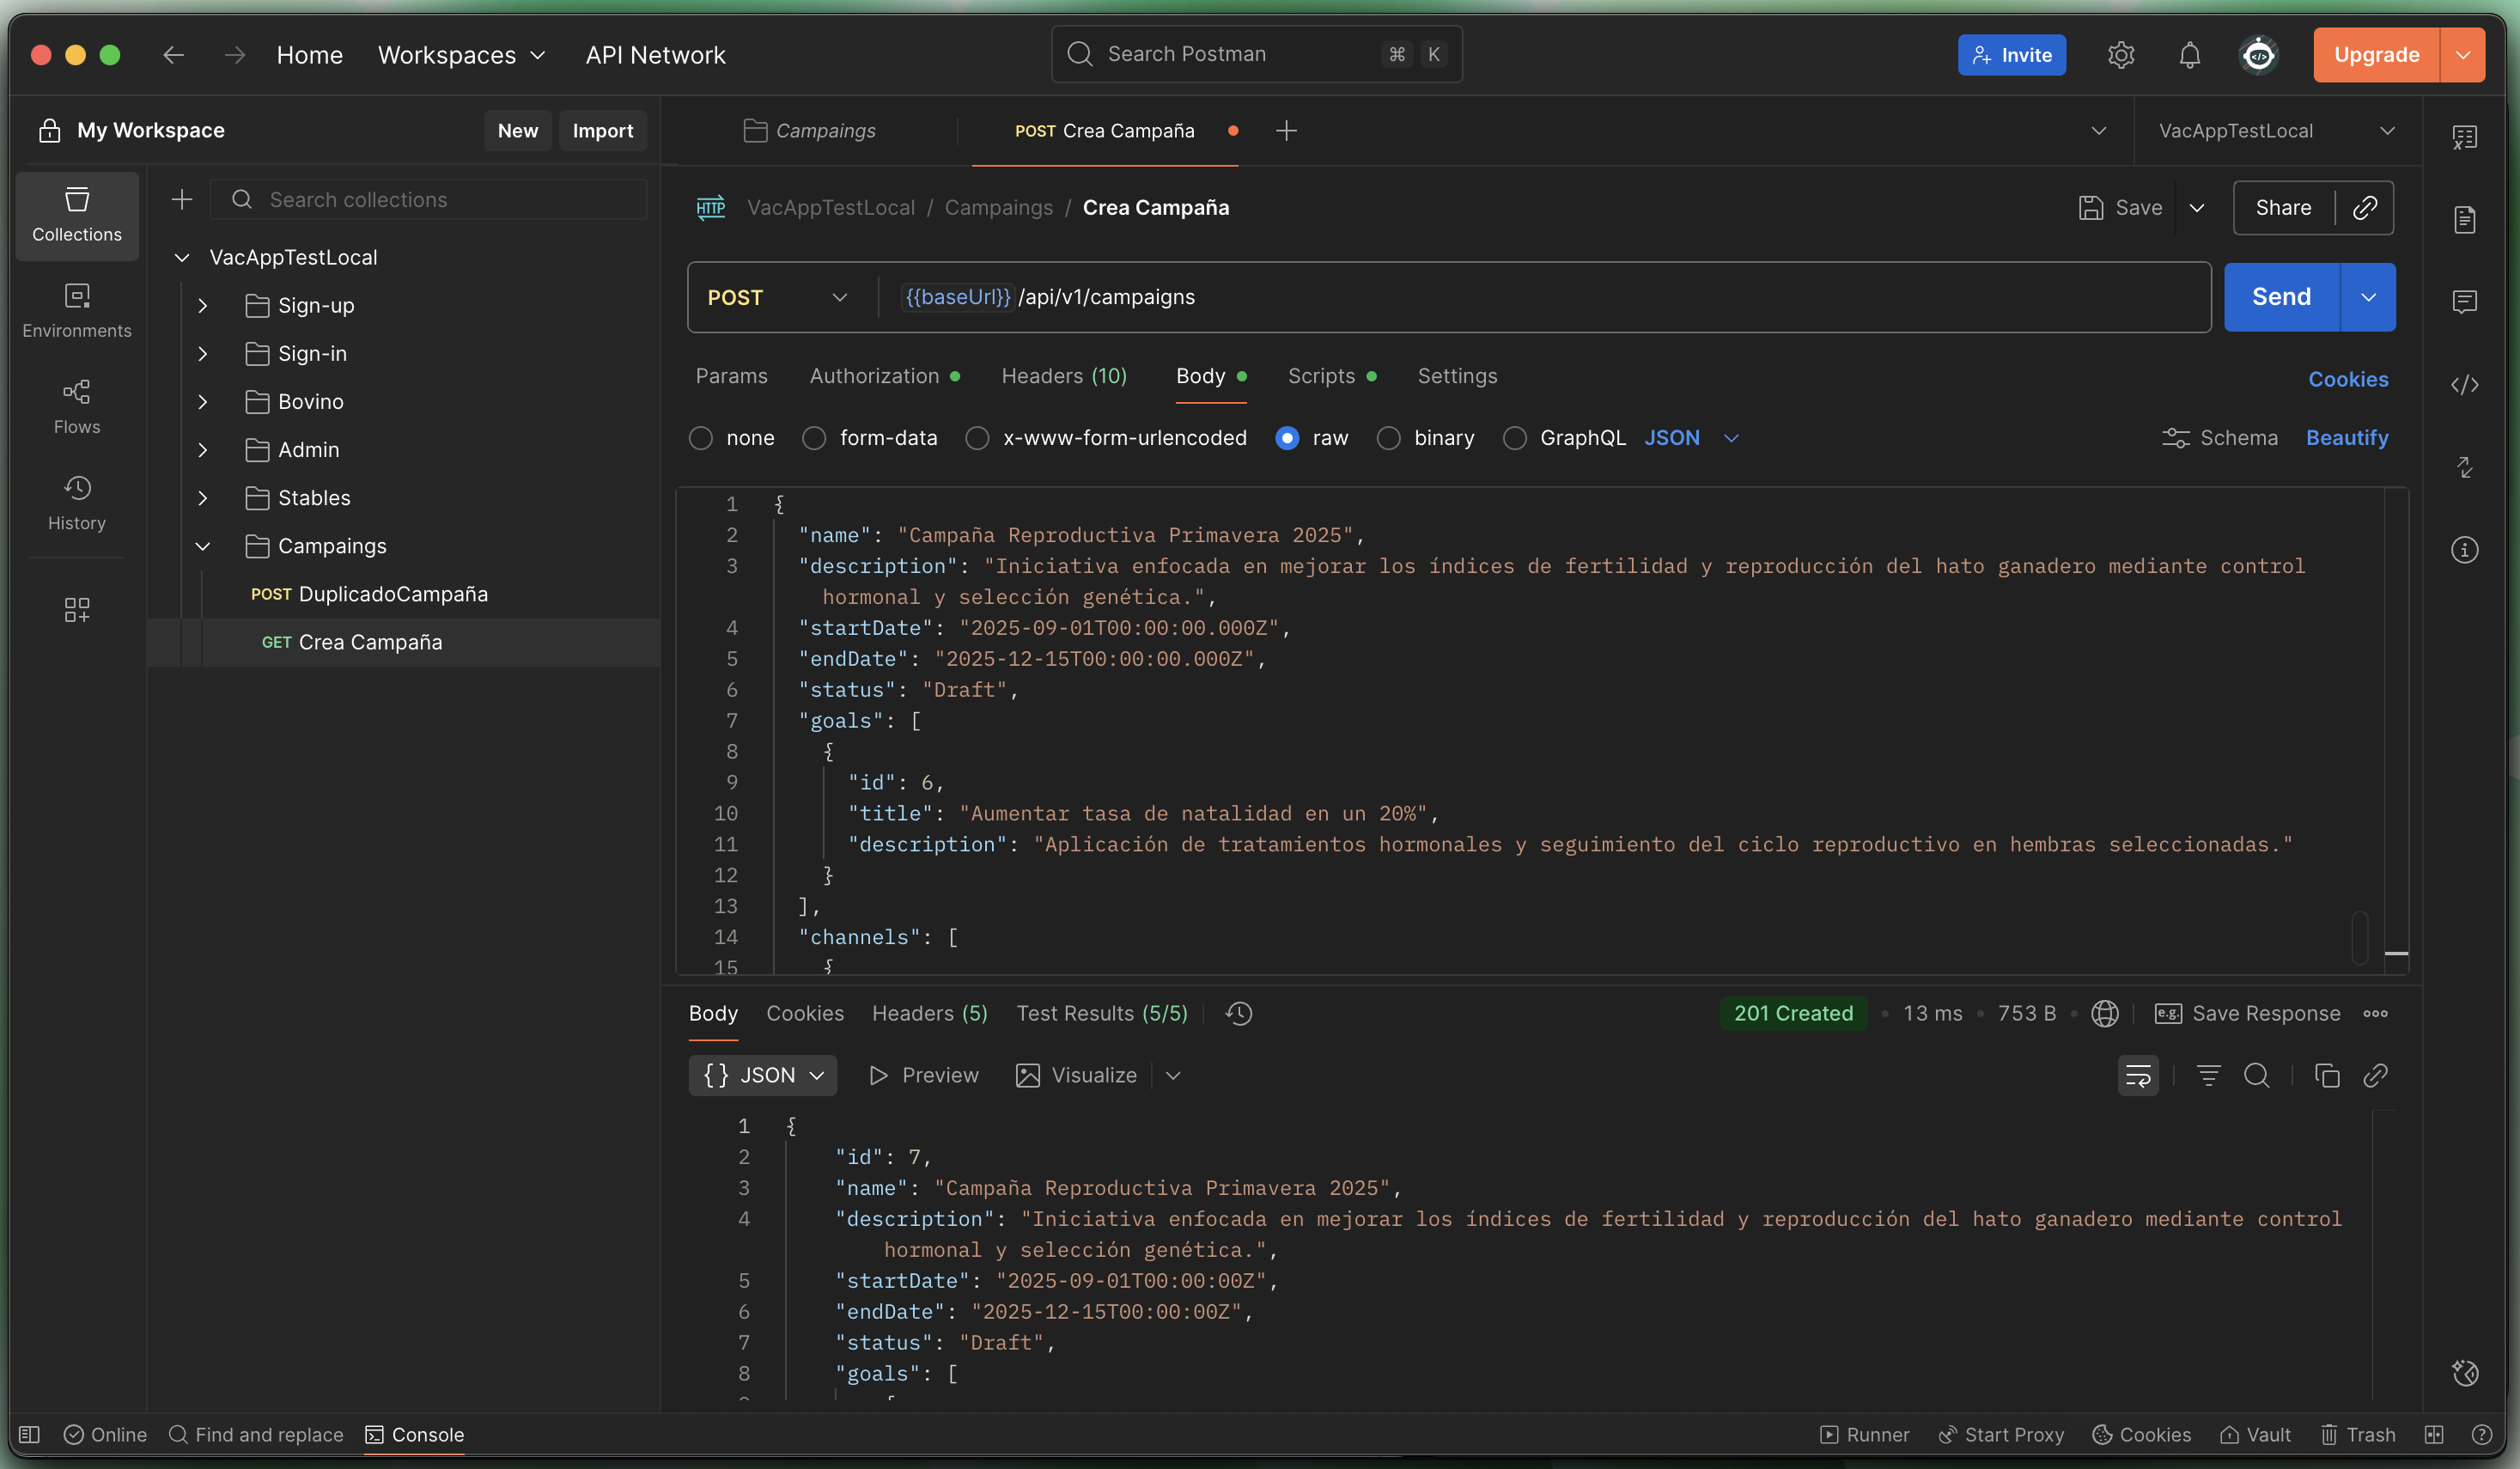 Home Workspaces API Network Search Postman ⌘ K Invite Upgrade
My Workspace New Import
Campaings POST Crea Campaña VacAppTestLocal
Collections
Environments
Flows
History
Search collections
VacAppTestLocal
Sign-up
Sign-in
Bovino
Admin
Stables
Campaings
POST DuplicadoCampaña
GET Crea Campaña
HTTP VacAppTestLocal / Campaings / Crea Campaña Save Share
POST {{baseUrl}} /api/v1/campaigns Send
Params Authorization Headers (10) Body Scripts Settings Cookies
none form-data x-www-form-urlencoded raw binary GraphQL JSON Schema Beautify
1 {
2 "name": "Campaña Reproductiva Primavera 2025",
3 "description": "Iniciativa enfocada en mejorar los índices de fertilidad y reproducción del hato ganadero mediante control
hormonal y selección genética.",
4 "startDate": "2025-09-01T00:00:00.000Z",
5 "endDate": "2025-12-15T00:00:00.000Z",
6 "status": "Draft",
7 "goals": [
8 {
9 "id": 6,
10 "title": "Aumentar tasa de natalidad en un 20%",
11 "description": "Aplicación de tratamientos hormonales y seguimiento del ciclo reproductivo en hembras seleccionadas."
12 }
13 ],
14 "channels": [
15 {
Body Cookies Headers (5) Test Results (5/5) 201 Created • 13 ms • 753 B • e.g. Save Response
{} JSON Preview Visualize
1 {
2 "id": 7,
3 "name": "Campaña Reproductiva Primavera 2025",
4 "description": "Iniciativa enfocada en mejorar los índices de fertilidad y reproducción del hato ganadero mediante control
hormonal y selección genética.",
5 "startDate": "2025-09-01T00:00:00Z",
6 "endDate": "2025-12-15T00:00:00Z",
7 "status": "Draft",
8 "goals": [
Online Find and replace Console Runner Start Proxy Cookies Vault Trash